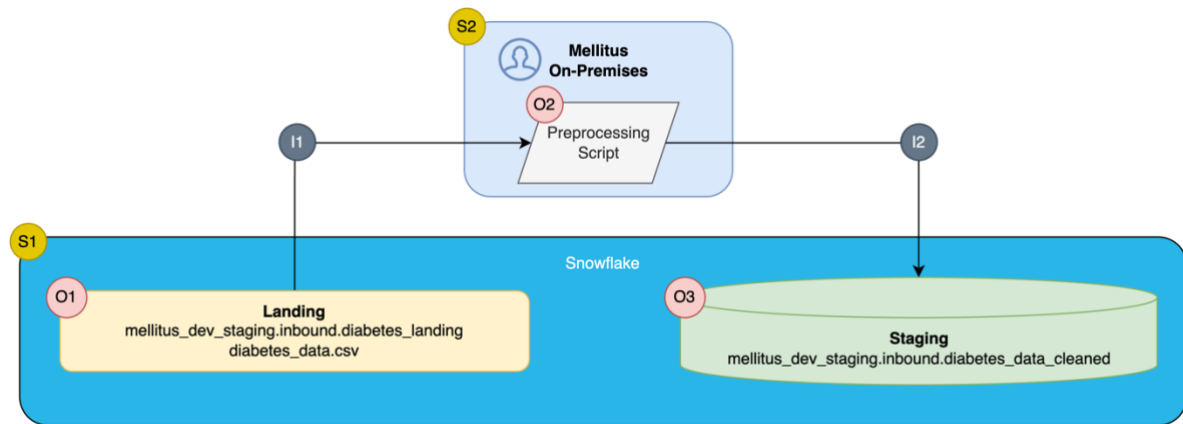 S2
Mellitus
On-Premises
O2
Preprocessing
Script
I1
I2
S1
Snowflake
O1
Landing
mellitus_dev_staging.inbound.diabetes_landing
diabetes_data.csv
O3
Staging
mellitus_dev_staging.inbound.diabetes_data_cleaned